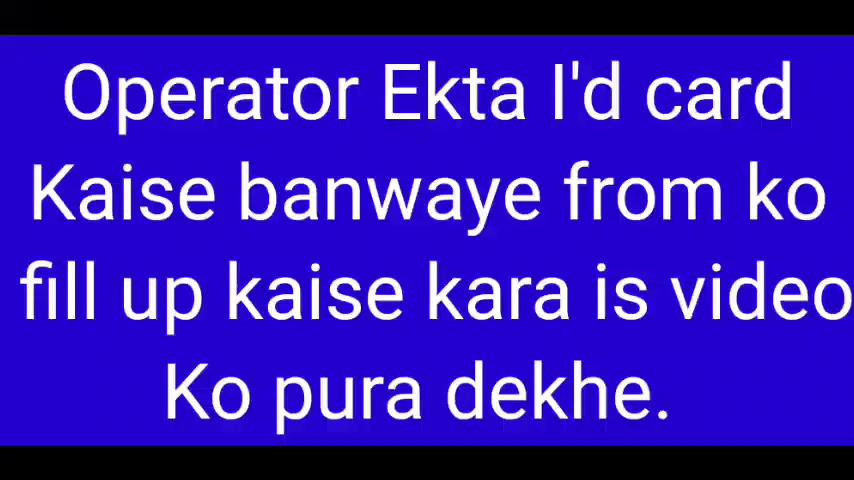 Operator Ekta I'd card
Kaise banwaye from ko
fill up kaise kara is video
Ko pura dekhe.